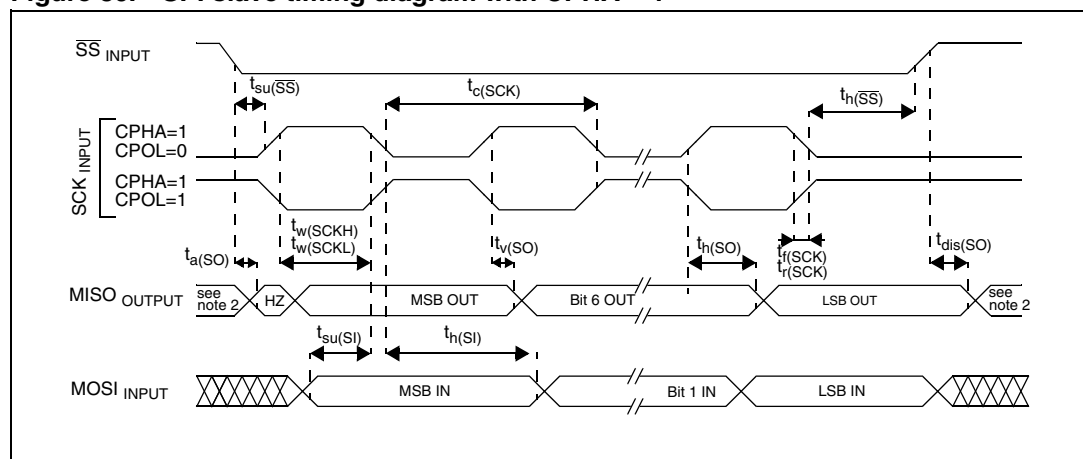 SPI slave timing diagram with CPHA = 1
SS INPUT
tsu(SS)
tc(SCK)
th(SS)
SCK INPUT
CPHA=1
CPOL=0
CPHA=1
CPOL=1
ta(SO)
tw(SCKH)
tw(SCKL)
tv(SO)
th(SO)
tf(SCK)
tr(SCK)
tdis(SO)
MISO OUTPUT
see note 2
HZ
MSB OUT
Bit 6 OUT
LSB OUT
see note 2
tsu(SI)
th(SI)
MOSI INPUT
MSB IN
Bit 1 IN
LSB IN